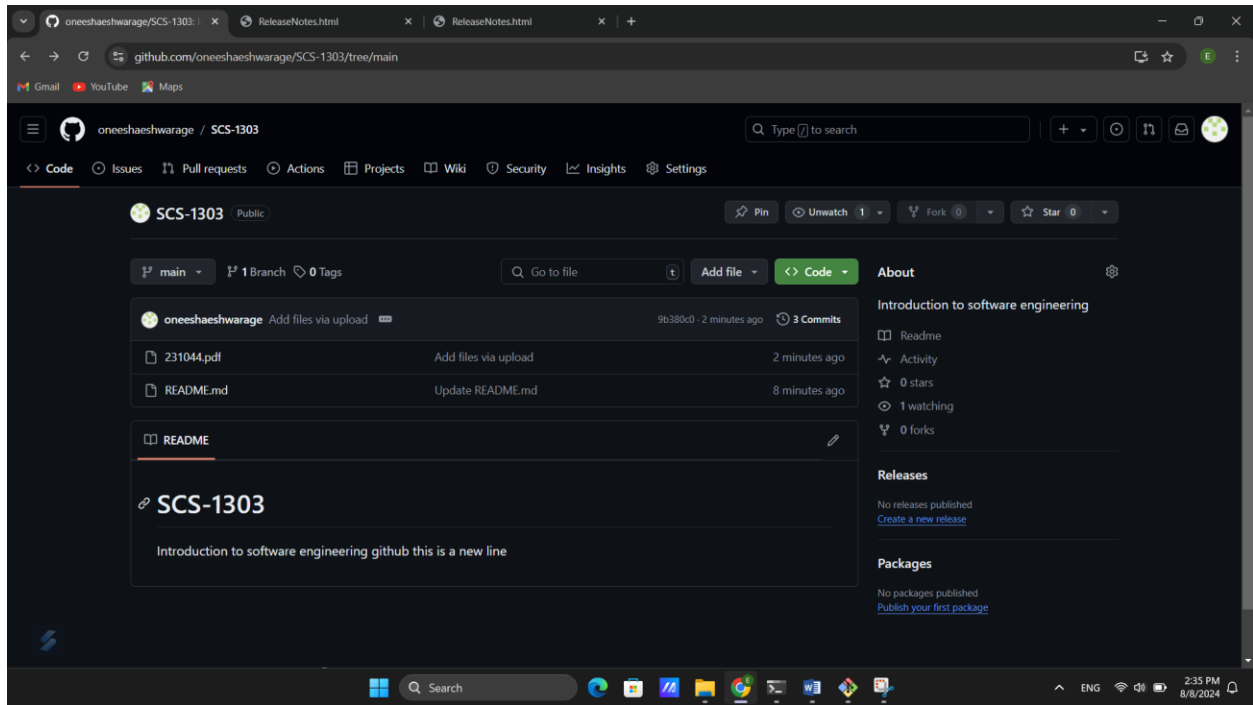 oneeshaeshwarage/SCS-1303: I
ReleaseNotes.html
ReleaseNotes.html
github.com/oneeshaeshwarage/SCS-1303/tree/main
E
Gmail YouTube Maps
oneeshaeshwarage / SCS-1303
Type / to search
Code Issues Pull requests Actions Projects Wiki Security Insights Settings
SCS-1303 Public
Pin Unwatch 1 Fork 0 Star 0
main 1 Branch 0 Tags
Go to file t Add file Code
oneeshaeshwarage Add files via upload 9b380c0 · 2 minutes ago 3 Commits
231044.pdf Add files via upload 2 minutes ago
README.md Update README.md 8 minutes ago
README
SCS-1303
Introduction to software engineering github this is a new line
About
Introduction to software engineering
Readme
Activity
0 stars
1 watching
0 forks
Releases
No releases published
Create a new release
Packages
No packages published
Publish your first package
Search
ENG
2:35 PM
8/8/2024